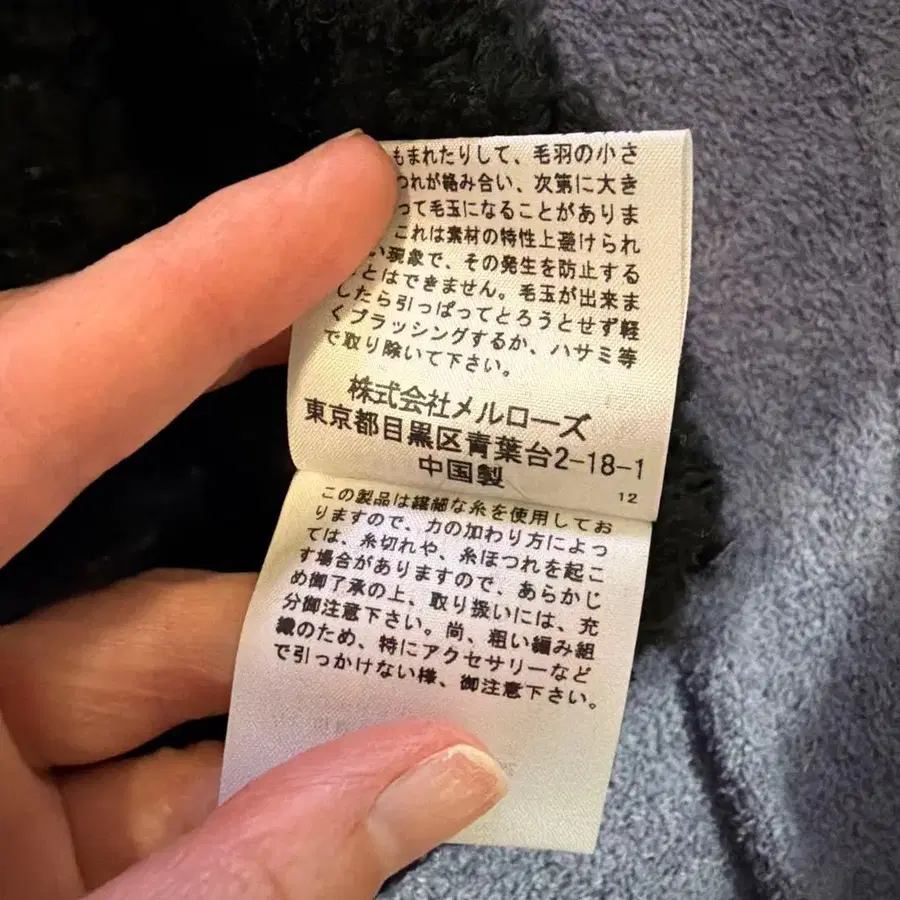 もまれたりして、毛羽の小さ
つれが絡み合い、次第に大き
って毛玉になることがありま
これは素材の特性上避けられ
い現象で、その発生を防止する
とはできません。毛玉が出来ま
したら引っぱってとろうとせず軽
くブラッシングするか、ハサミ等
で取り除いて下さい。
株式会社メルローズ
東京都目黒区青葉台2-18-1
中国製
12
この製品は繊細な糸を使用してお
りますので、力の加わり方によっ
ては、糸切れや、糸ほつれを起こ
す場合がありますので、あらかじ
め御了承の上、取り扱いには、充
分御注意下さい。尚、粗い編み組
織のため、特にアクセサリーなど
で引っかけない様、御注意下さい。